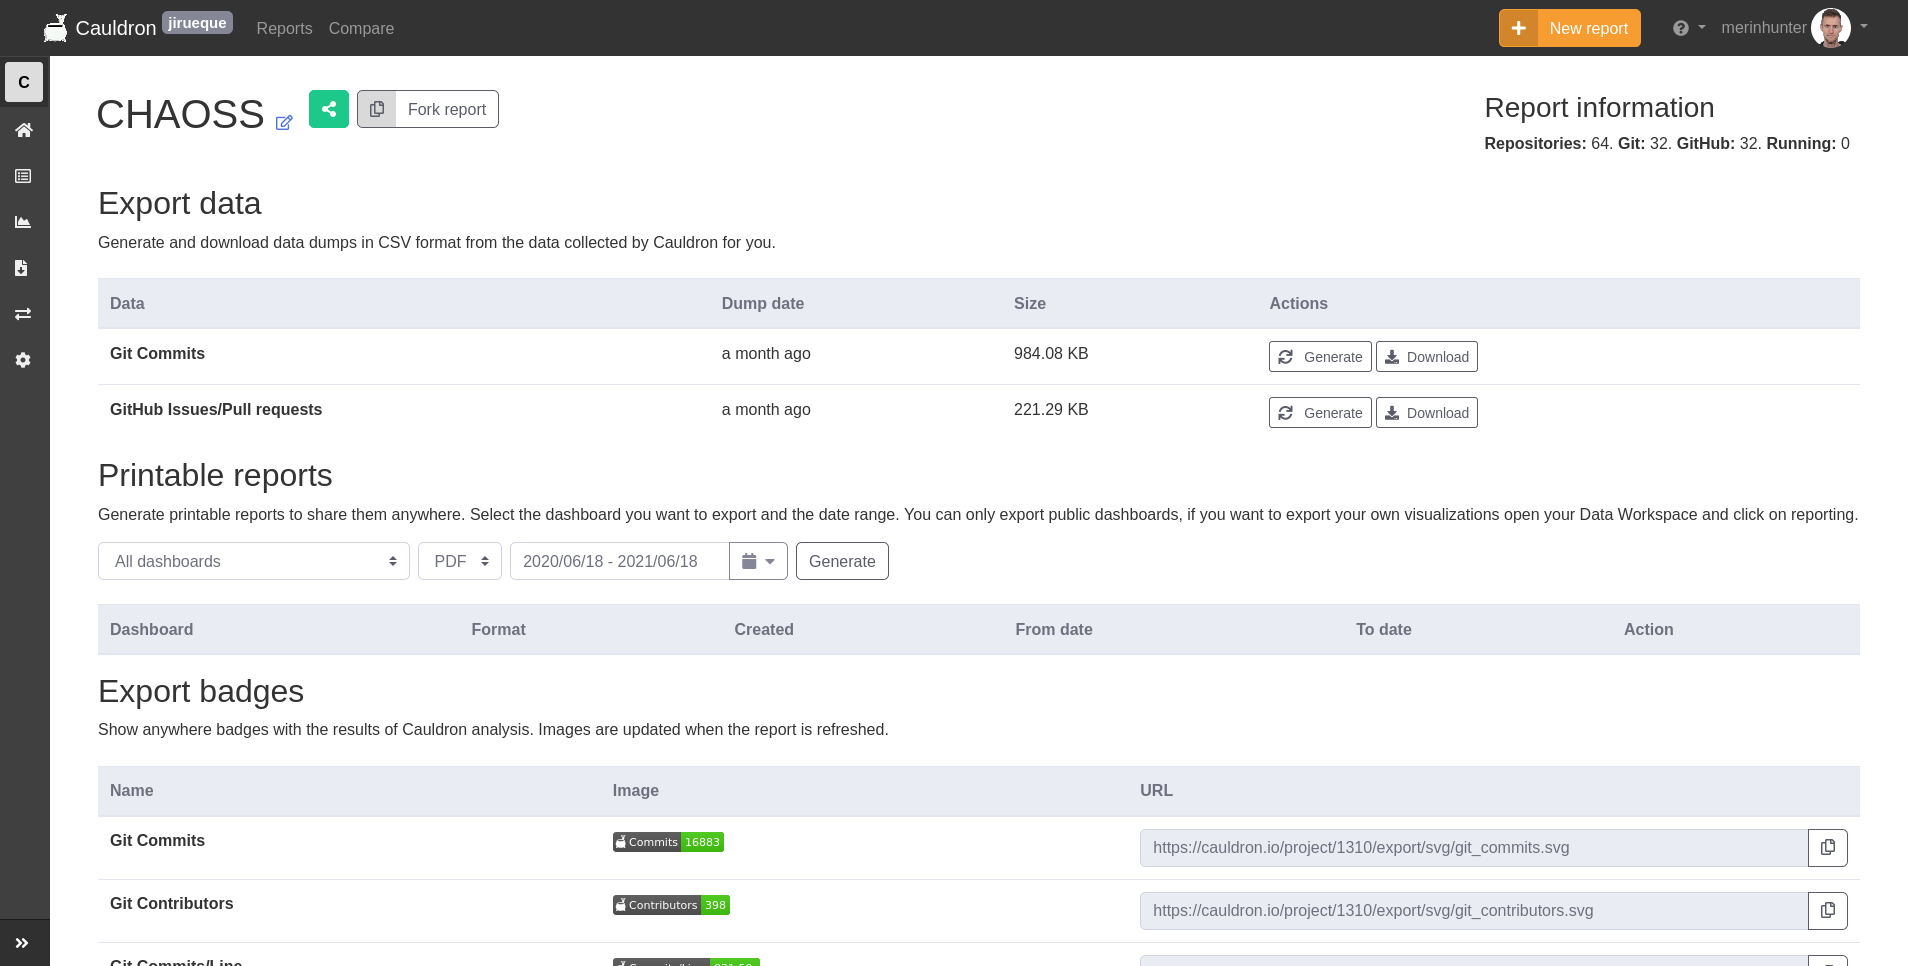 Cauldron jirueque Reports Compare New report merinhunter
C
CHAOSS Fork report
Report information
Repositories: 64. Git: 32. GitHub: 32. Running: 0
Export data
Generate and download data dumps in CSV format from the data collected by Cauldron for you.
Data Dump date Size Actions
Git Commits a month ago 984.08 KB Generate Download
GitHub Issues/Pull requests a month ago 221.29 KB Generate Download
Printable reports
Generate printable reports to share them anywhere. Select the dashboard you want to export and the date range. You can only export public dashboards, if you want to export your own visualizations open your Data Workspace and click on reporting.
All dashboards PDF 2020/06/18 - 2021/06/18 Generate
Dashboard Format Created From date To date Action
Export badges
Show anywhere badges with the results of Cauldron analysis. Images are updated when the report is refreshed.
Name Image URL
Git Commits Commits 16883 https://cauldron.io/project/1310/export/svg/git_commits.svg
Git Contributors Contributors 398 https://cauldron.io/project/1310/export/svg/git_contributors.svg
Git Commits/Line